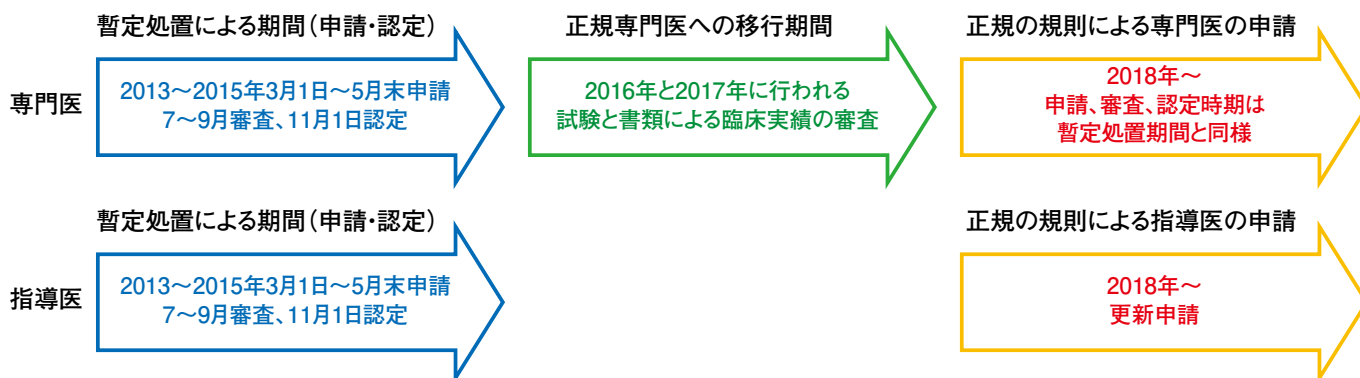 暫定処置による期間（申請・認定）
正規専門医への移行期間
正規の規則による専門医の申請
専門医
2013～2015年3月1日～5月末申請
7～9月審査、11月1日認定
2016年と2017年に行われる
試験と書類による臨床実績の審査
2018年～
申請、審査、認定時期は
暫定処置期間と同様
暫定処置による期間（申請・認定）
正規の規則による指導医の申請
指導医
2013～2015年3月1日～5月末申請
7～9月審査、11月1日認定
2018年～
更新申請